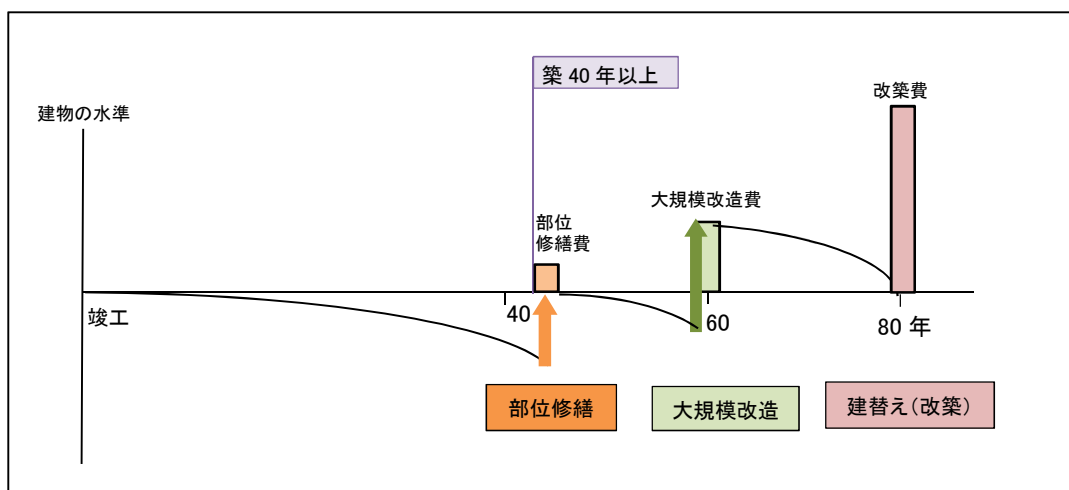 築 40 年以上
改築費
建物の水準
大規模改造費
部位
修繕費
竣工
40
60
80 年
部位修繕
大規模改造
建替え(改築)